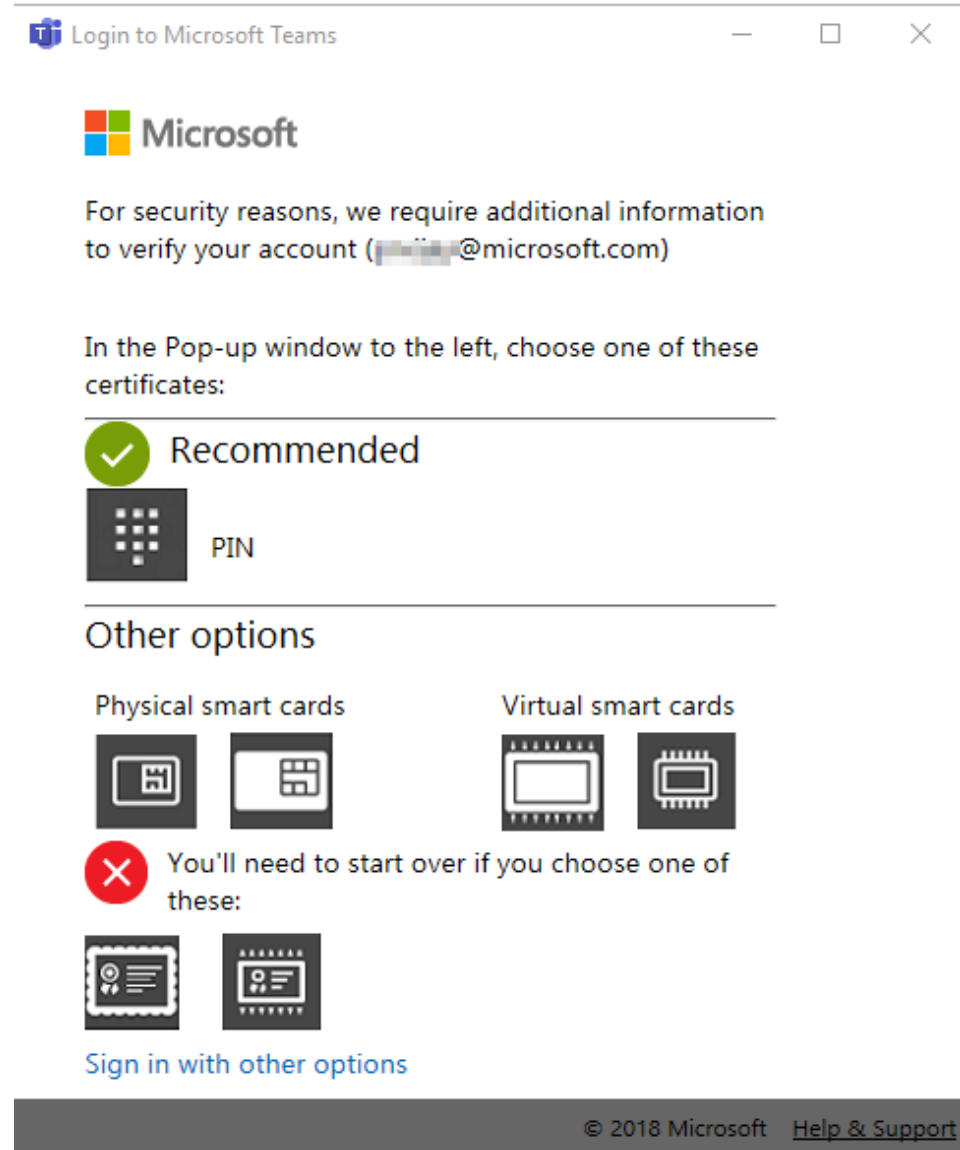 Login to Microsoft Teams
Microsoft
For security reasons, we require additional information
to verify your account (@microsoft.com)
In the Pop-up window to the left, choose one of these
certificates:
Recommended
PIN
Other options
Physical smart cards
Virtual smart cards
You'll need to start over if you choose one of
these:
Sign in with other options
© 2018 Microsoft Help & Support